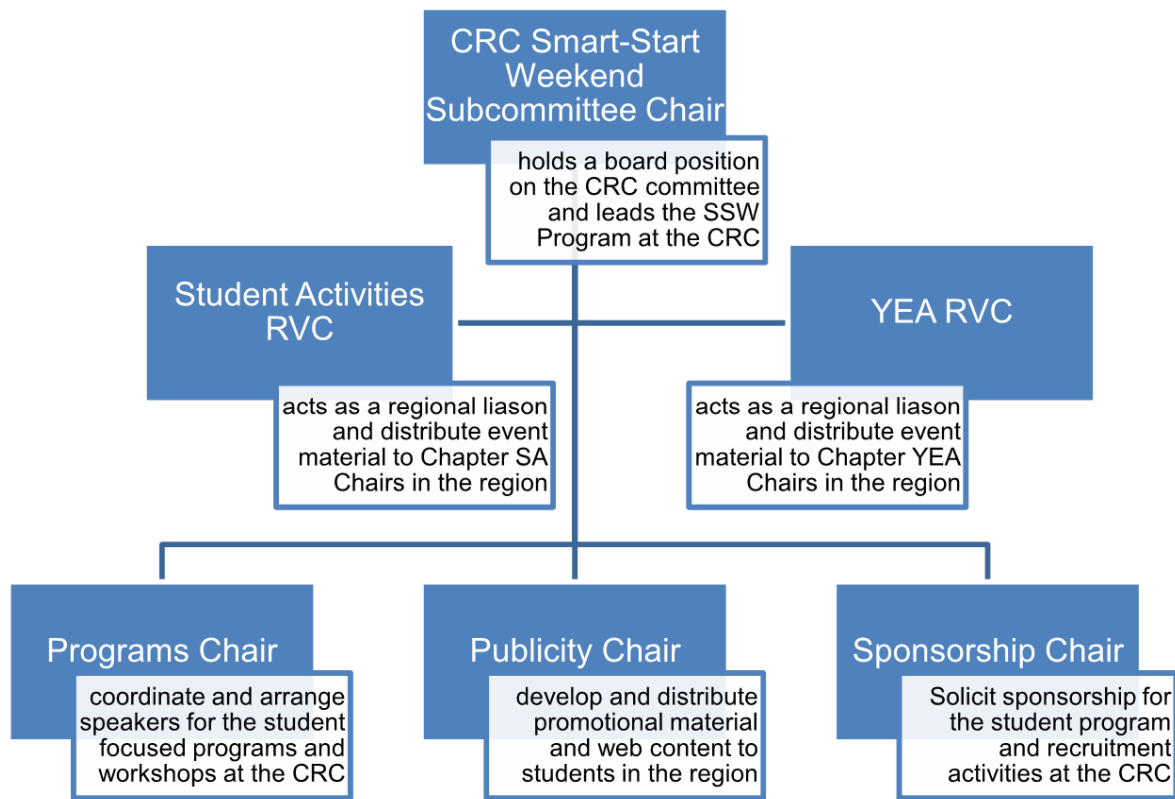 CRC Smart-Start
Weekend
Subcommittee Chair
holds a board position
on the CRC committee
and leads the SSW
Program at the CRC
Student Activities
RVC
acts as a regional liason
and distribute event
material to Chapter SA
Chairs in the region
YEA RVC
acts as a regional liason
and distribute event
material to Chapter YEA
Chairs in the region
Programs Chair
coordinate and arrange
speakers for the student
focused programs and
workshops at the CRC
Publicity Chair
develop and distribute
promotional material
and web content to
students in the region
Sponsorship Chair
Solicit sponsorship for
the student program
and recruitment
activities at the CRC